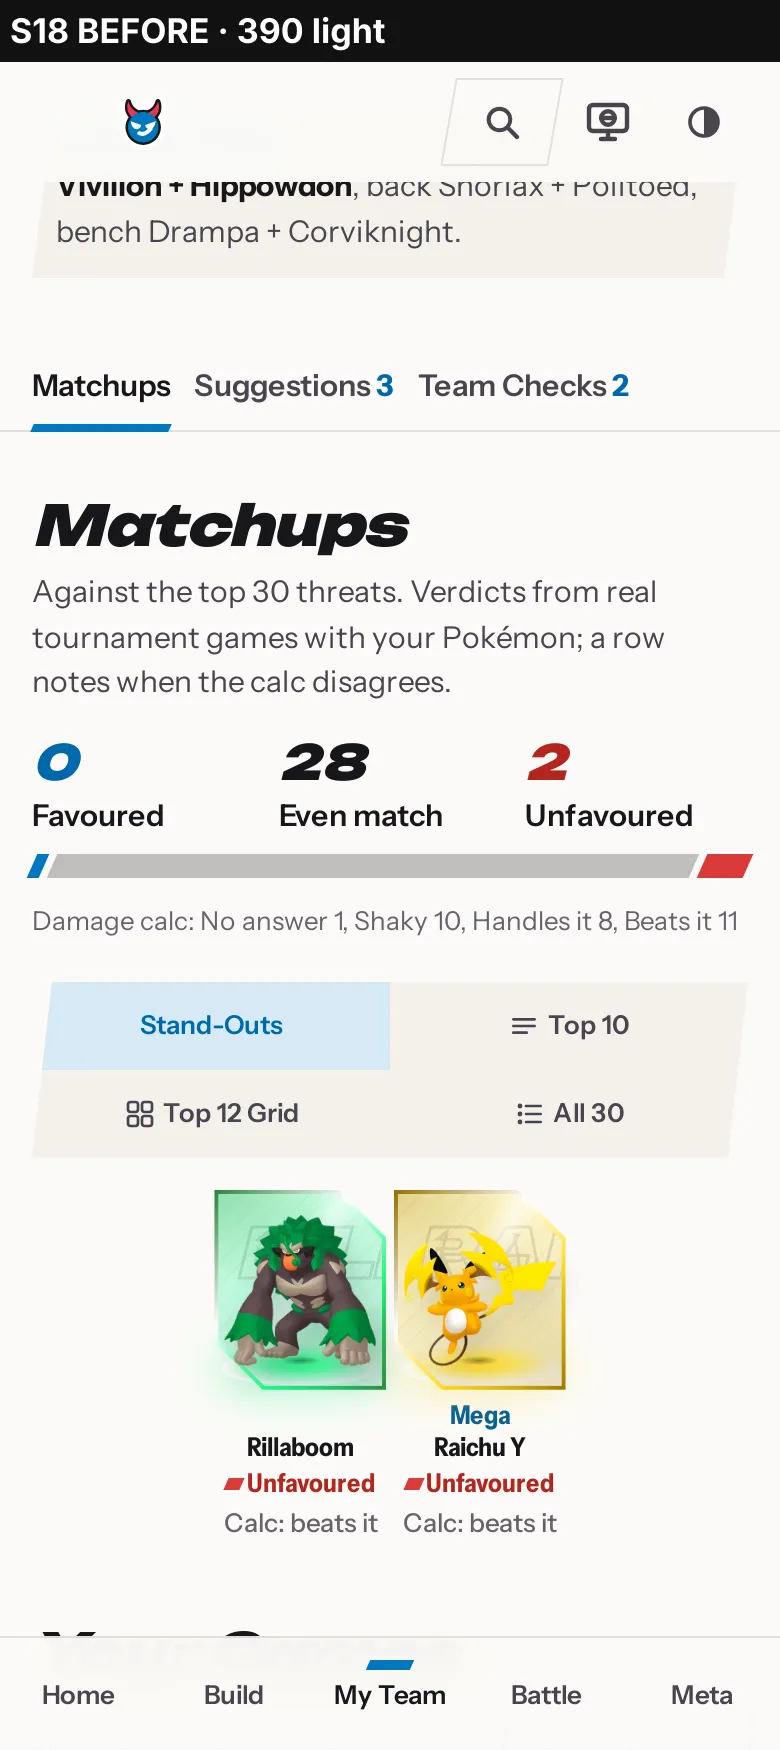 S18 BEFORE · 390 light
Vivillon + Hippowdon, back Snorlax + Politoed,
bench Drampa + Corviknight.
Matchups Suggestions 3 Team Checks 2
Matchups
Against the top 30 threats. Verdicts from real
tournament games with your Pokémon; a row
notes when the calc disagrees.
0 28 2
Favoured Even match Unfavoured
Damage calc: No answer 1, Shaky 10, Handles it 8, Beats it 11
Stand-Outs Top 10
Top 12 Grid All 30
Mega
Rillaboom Raichu Y
Unfavoured Unfavoured
Calc: beats it Calc: beats it
Home Build My Team Battle Meta